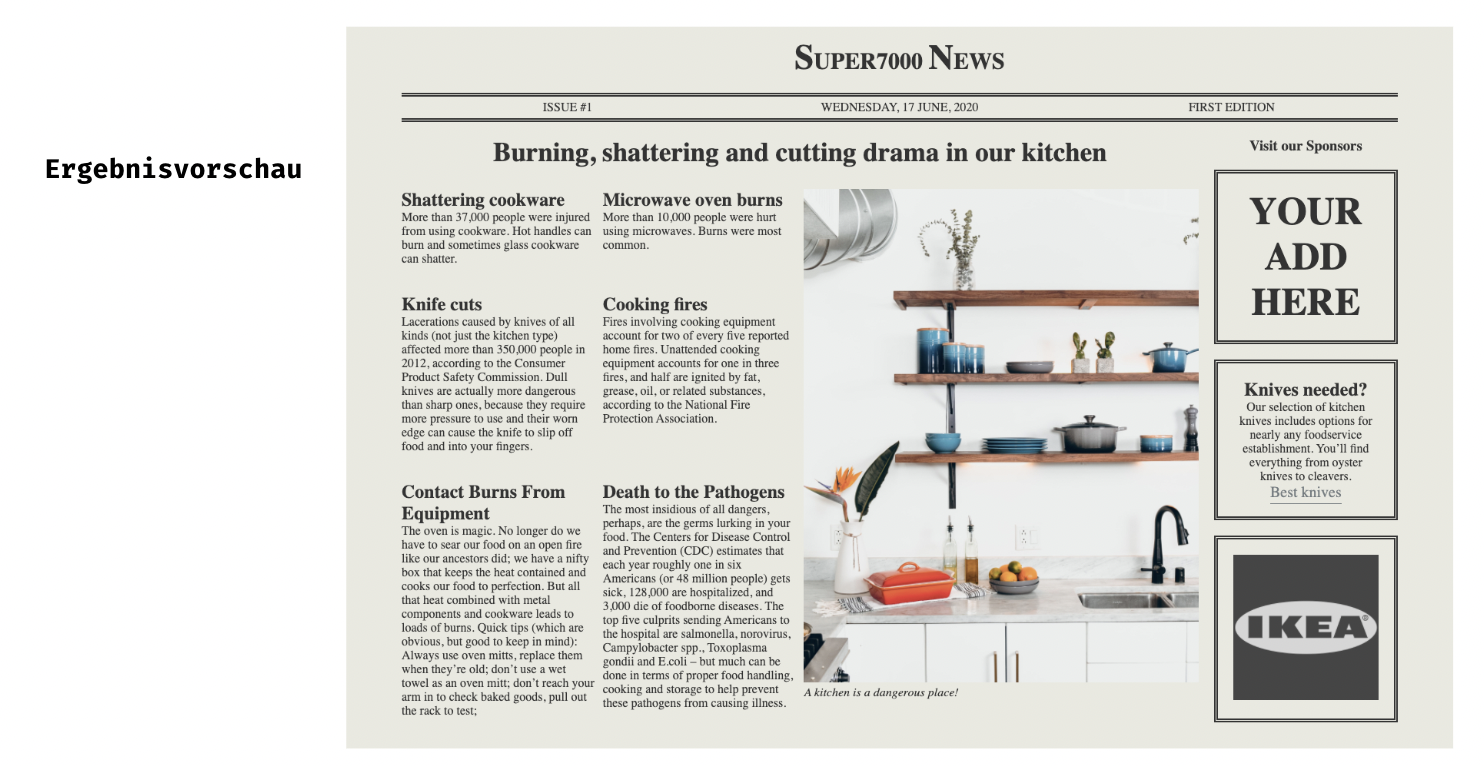 Ergebnisvorschau
SUPER7000 NEWS
ISSUE #1
WEDNESDAY, 17 JUNE, 2020
FIRST EDITION
Burning, shattering and cutting drama in our kitchen
Shattering cookware
More than 37,000 people were injured
from using cookware. Hot handles can
burn and sometimes glass cookware
can shatter.
Microwave oven burns
More than 10,000 people were hurt
using microwaves. Burns were most
common.
Knife cuts
Lacerations caused by knives of all
kinds (not just the kitchen type)
affected more than 350,000 people in
2012, according to the Consumer
Product Safety Commission. Dull
knives are actually more dangerous
than sharp ones, because they require
more pressure to use and their worn
edge can cause the knife to slip off
food and into your fingers.
Cooking fires
Fires involving cooking equipment
account for two of every five reported
home fires. Unattended cooking
equipment accounts for one in three
fires, and half are ignited by fat,
grease, oil, or related substances,
according to the National Fire
Protection Association.
Contact Burns From
Equipment
The oven is magic. No longer do we
have to sear our food on an open fire
like our ancestors did; we have a nifty
box that keeps the heat contained and
cooks our food to perfection. But all
that heat combined with metal
components and cookware leads to
loads of burns. Quick tips (which are
obvious, but good to keep in mind):
Always use oven mitts, replace them
when they're old; don't use a wet
towel as an oven mitt; don't reach your
arm in to check baked goods, pull out
the rack to test;
Death to the Pathogens
The most insidious of all dangers,
perhaps, are the germs lurking in your
food. The Centers for Disease Control
and Prevention (CDC) estimates that
each year roughly one in six
Americans (or 48 million people) gets
sick, 128,000 are hospitalized, and
3,000 die of foodborne diseases. The
top five culprits sending Americans to
the hospital are salmonella, norovirus,
Campylobacter spp., Toxoplasma
gondii and E.coli – but much can be
done in terms of proper food handling,
cooking and storage to help prevent
these pathogens from causing illness.
A kitchen is a dangerous place!
Visit our Sponsors
YOUR
ADD
HERE
Knives needed?
Our selection of kitchen
knives includes options for
nearly any foodservice
establishment. You'll find
everything from oyster
knives to cleavers.
Best knives
IKEA®